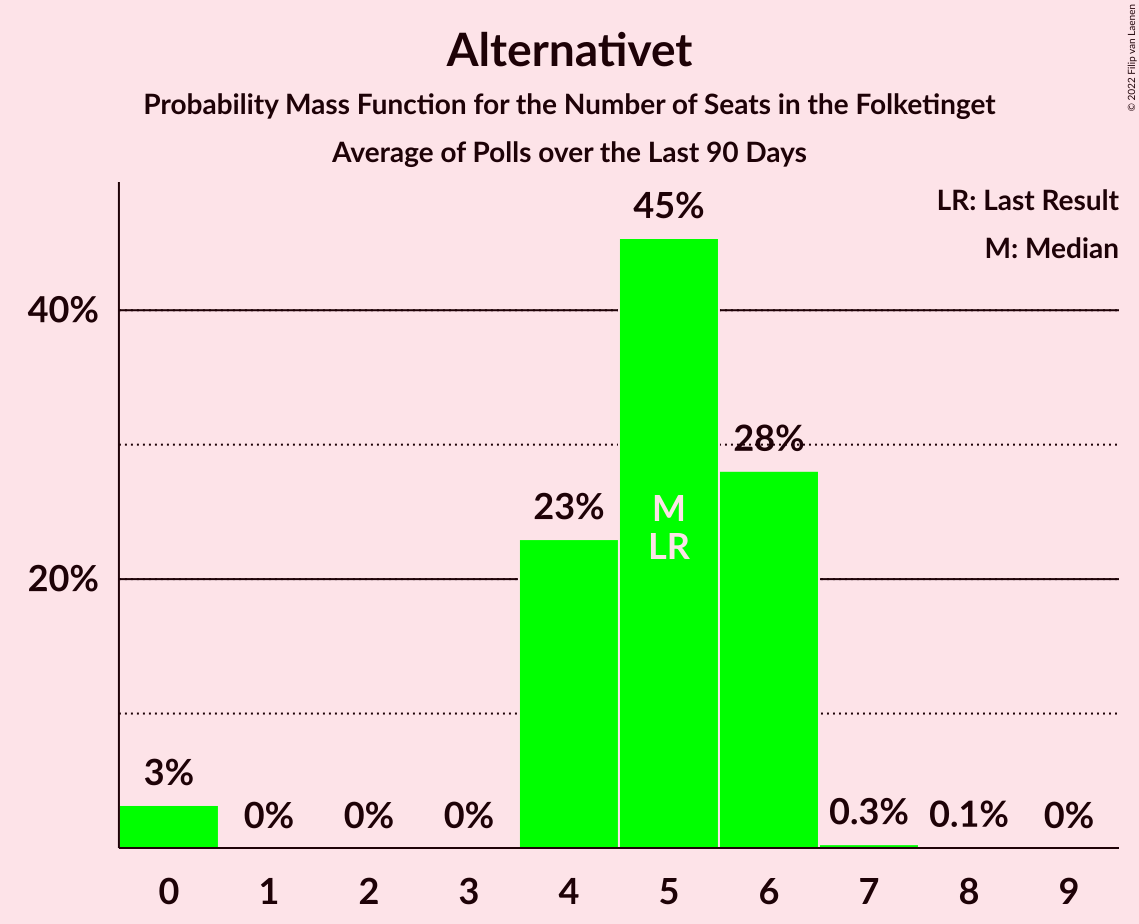 Alternativet
Probability Mass Function for the Number of Seats in the Folketinget
Average of Polls over the Last 90 Days
© 2022 Filip van Laenen
LR: Last Result
M: Median
45%
40%
28%
23%
M
LR
20%
3%
0%
0%
0%
0.3%
0.1%
0%
0 1 2 3 4 5 6 7 8 9